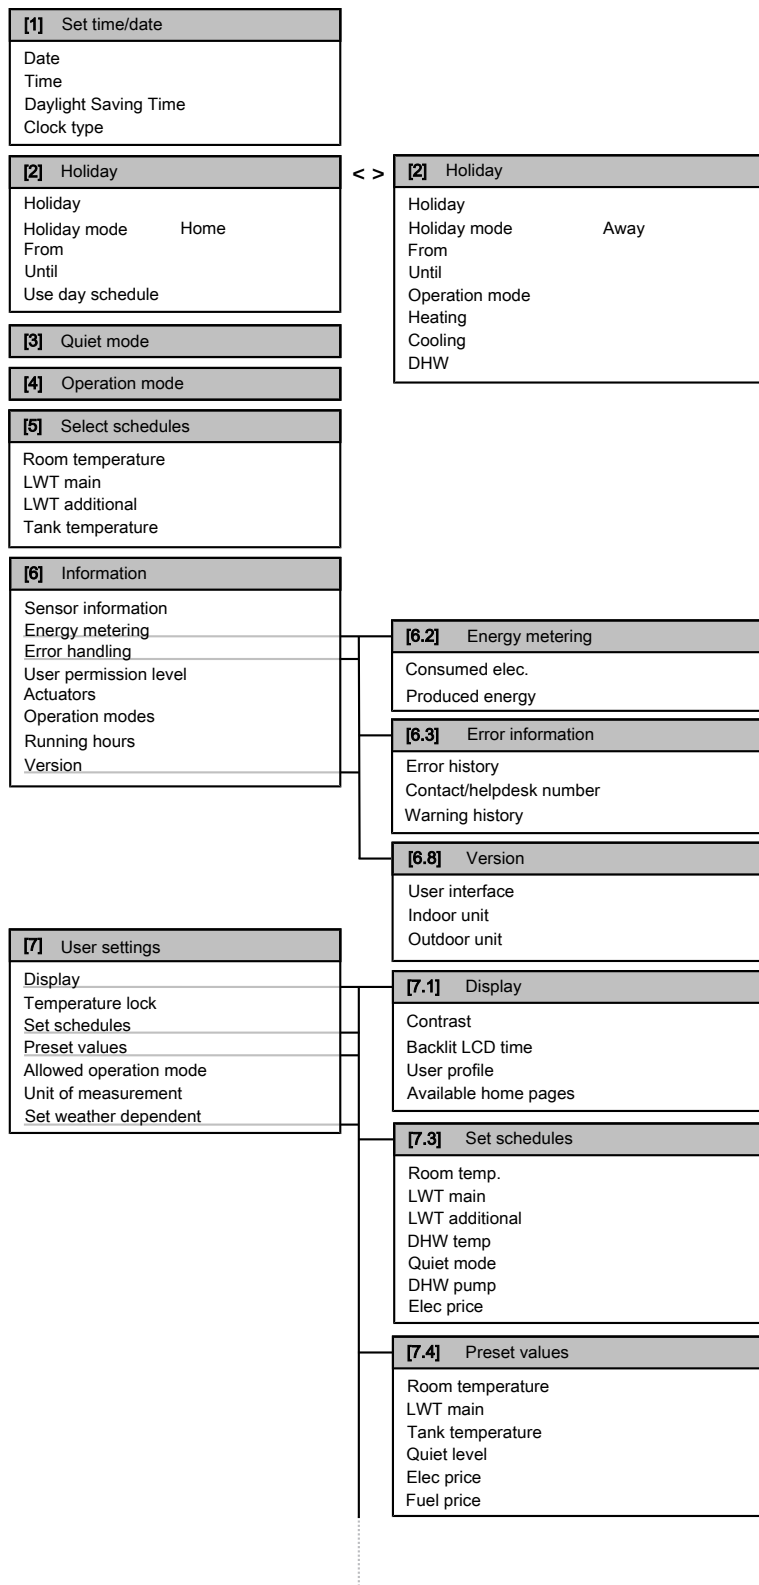 [1] Set time/date
Date
Time
Daylight Saving Time
Clock type
[2] Holiday
Holiday
Holiday mode Home
From
Until
Use day schedule
< >
[2] Holiday
Holiday
Holiday mode Away
From
Until
Operation mode
Heating
Cooling
DHW
[3] Quiet mode
[4] Operation mode
[5] Select schedules
Room temperature
LWT main
LWT additional
Tank temperature
[6] Information
Sensor information
Energy metering
Error handling
User permission level
Actuators
Operation modes
Running hours
Version
[6.2] Energy metering
Consumed elec.
Produced energy
[6.3] Error information
Error history
Contact/helpdesk number
Warning history
[6.8] Version
User interface
Indoor unit
Outdoor unit
[7] User settings
Display
Temperature lock
Set schedules
Preset values
Allowed operation mode
Unit of measurement
Set weather dependent
[7.1] Display
Contrast
Backlit LCD time
User profile
Available home pages
[7.3] Set schedules
Room temp.
LWT main
LWT additional
DHW temp
Quiet mode
DHW pump
Elec price
[7.4] Preset values
Room temperature
LWT main
Tank temperature
Quiet level
Elec price
Fuel price